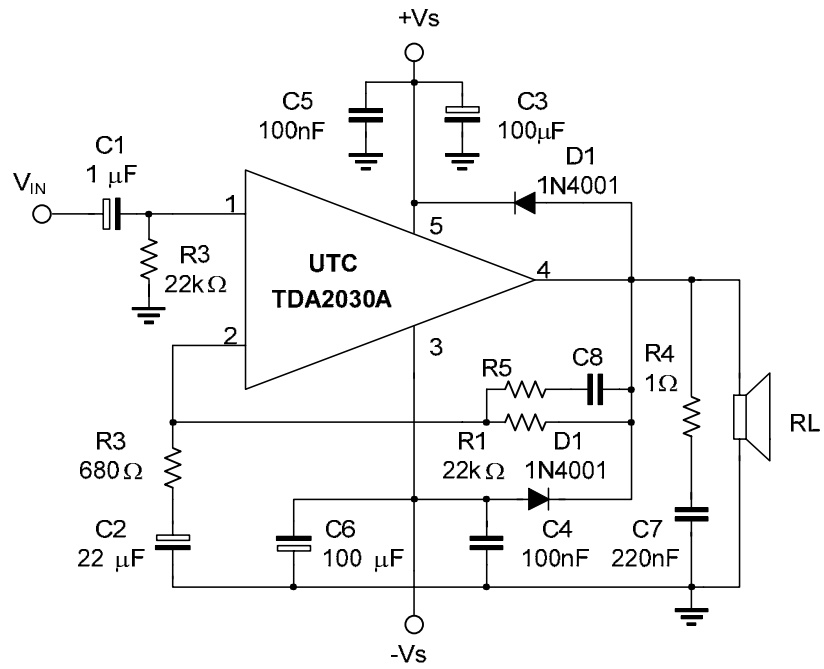 +Vs
C5
100nF
C3
100µF
C1
1 µF
D1
1N4001
VIN
1
5
R3
22kΩ
UTC
TDA2030A
4
2
3
R5
C8
R4
1Ω
RL
R3
680Ω
R1
22kΩ
D1
1N4001
C2
22 µF
C6
100 µF
C4
100nF
C7
220nF
-Vs